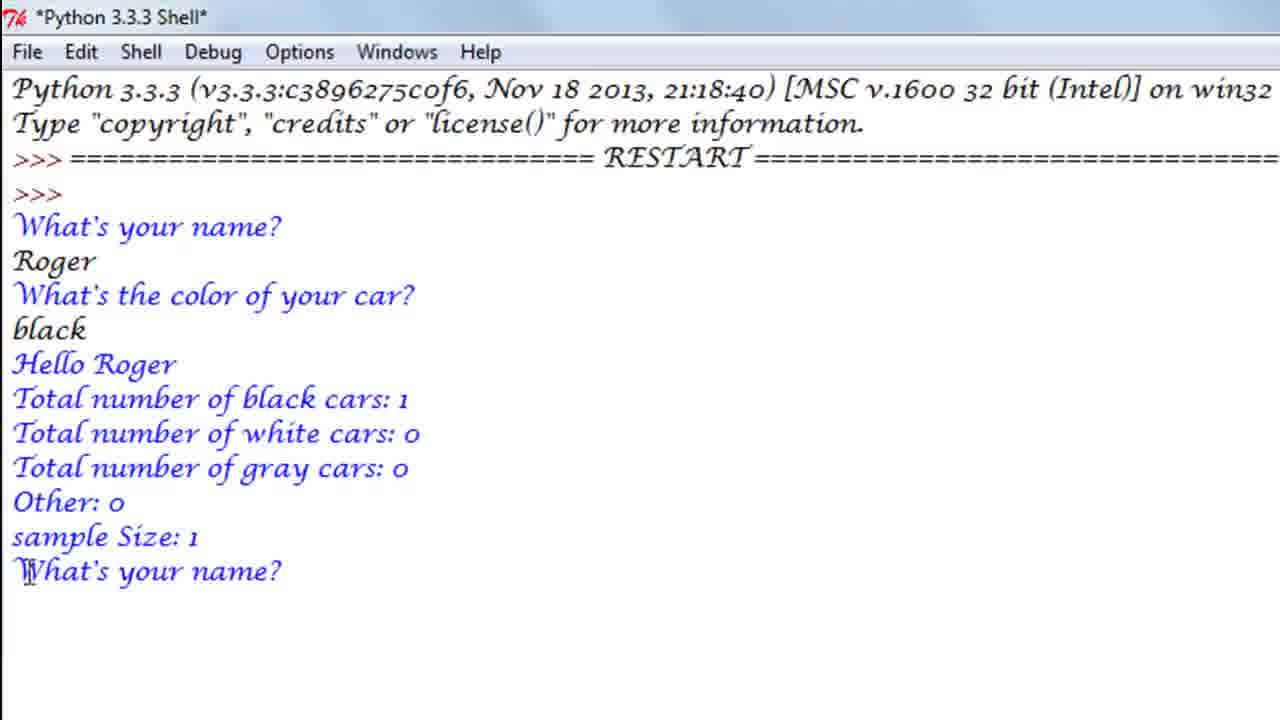 *Python 3.3.3 Shell*
File Edit Shell Debug Options Windows Help
Python 3.3.3 (v3.3.3:c3896275c0f6, Nov 18 2013, 21:18:40) [MSC v.1600 32 bit (Intel)] on win32
Type "copyright", "credits" or "license()" for more information.
>>> ================================ RESTART ================================
>>>
What's your name?
Roger
What's the color of your car?
black
Hello Roger
Total number of black cars: 1
Total number of white cars: 0
Total number of gray cars: 0
Other: 0
sample Size: 1
What's your name?